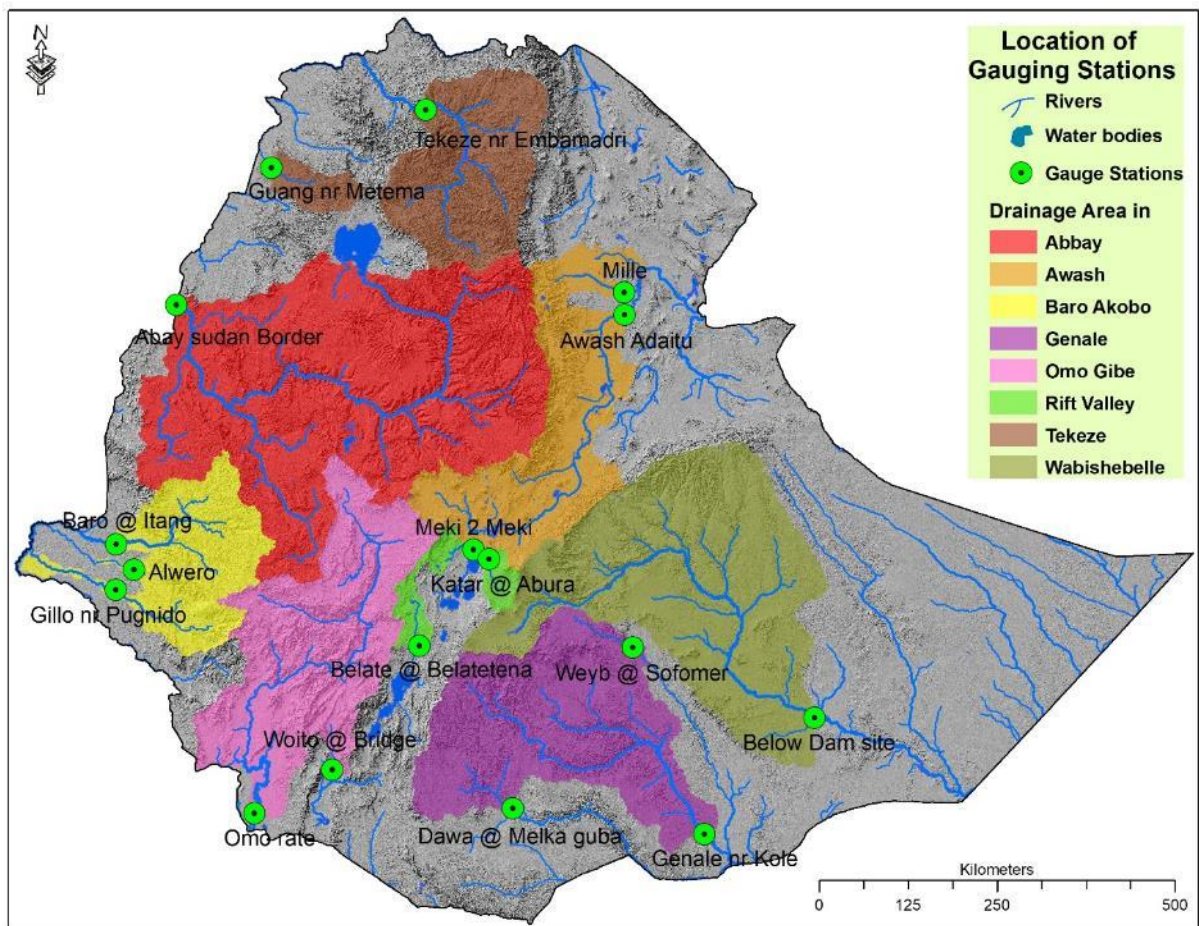 N
Location of
Gauging Stations
Rivers
Water bodies
Gauge Stations
Drainage Area in
Abbay
Awash
Baro Akobo
Genale
Omo Gibe
Rift Valley
Tekeze
Wabishebelle
Tekeze nr Embamadri
Guang nr Metema
Mille
Abay sudan Border
Awash Adaitu
Baro @ Itang
Meki 2 Meki
Alwero
Katar @ Abura
Gillo nr Pugnido
Belate @ Belatetena
Weyb @ Sofomer
Woito @ Bridge
Below Dam site
Omo rate
Dawa @ Melka guba
Genale nr Kole
Kilometers
0 125 250 500